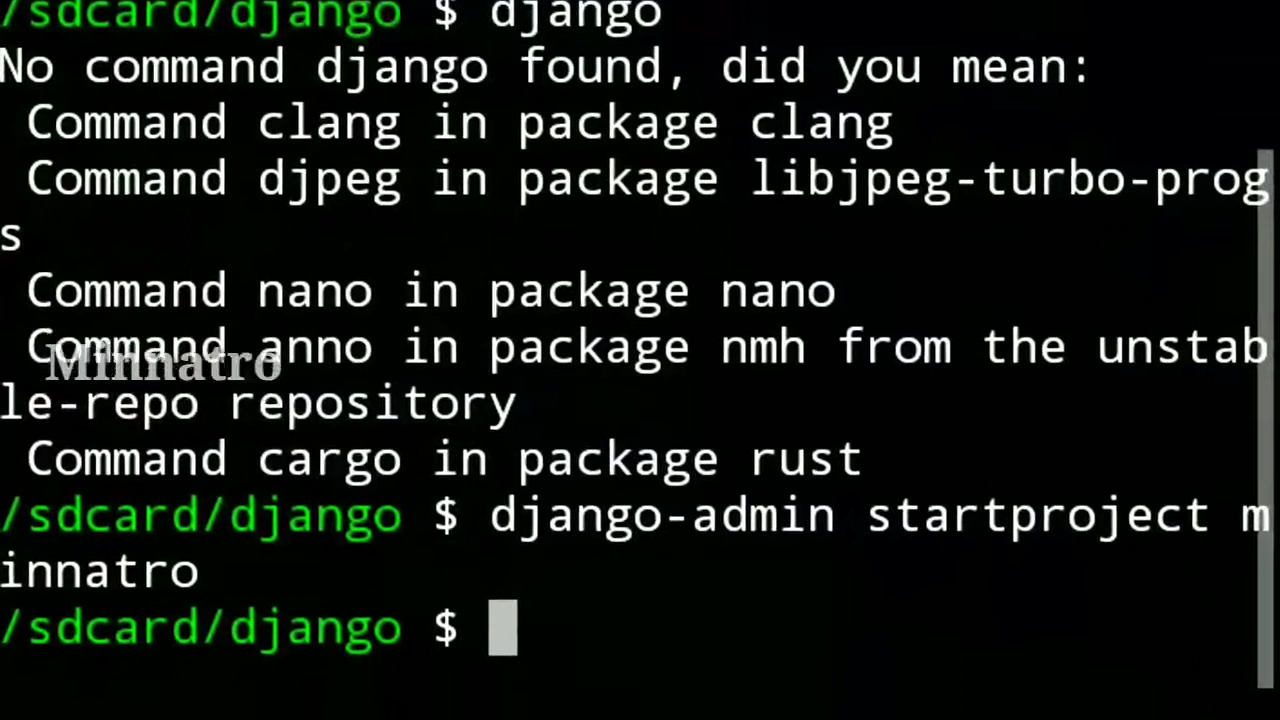 /sdcard/django $ django
No command django found, did you mean:
Command clang in package clang
Command djpeg in package libjpeg-turbo-prog
s
Command nano in package nano
Command anno in package nmh from the unstab
Minnatro
le-repo repository
Command cargo in package rust
/sdcard/django $ django-admin startproject m
innatro
/sdcard/django $